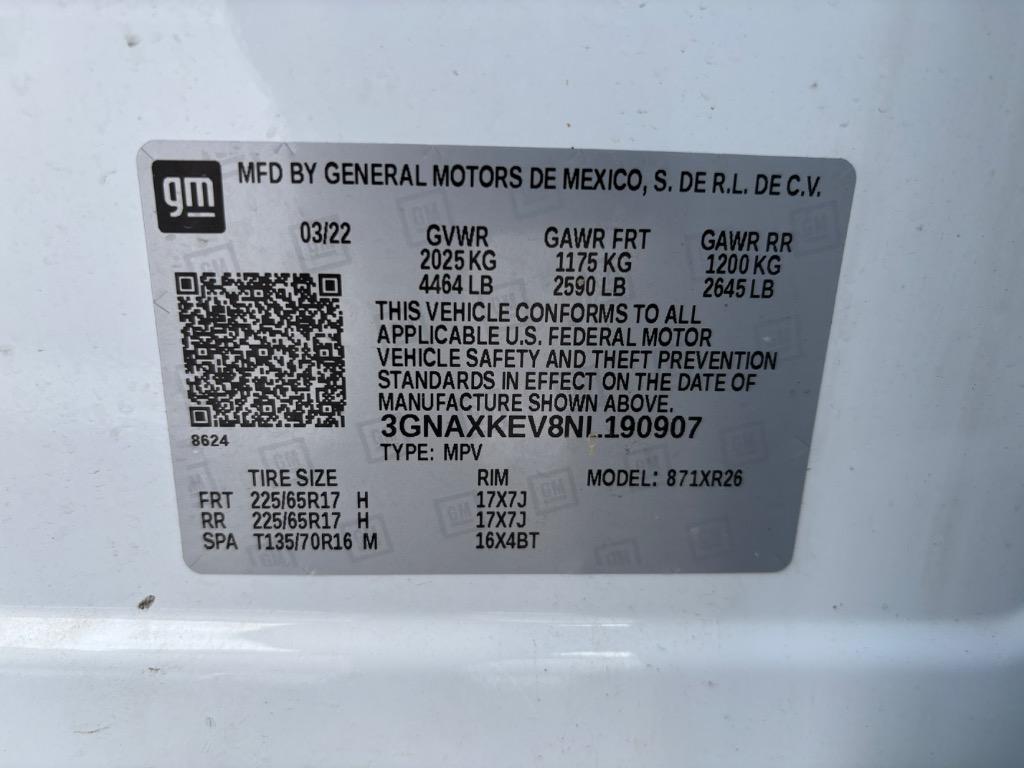 gm
MFD BY GENERAL MOTORS DE MEXICO, S. DE R.L. DE C.V.
03/22 GVWR GAWR FRT GAWR RR
2025 KG 1175 KG 1200 KG
4464 LB 2590 LB 2645 LB
THIS VEHICLE CONFORMS TO ALL
APPLICABLE U.S. FEDERAL MOTOR
VEHICLE SAFETY AND THEFT PREVENTION
STANDARDS IN EFFECT ON THE DATE OF
MANUFACTURE SHOWN ABOVE.
3GNAXKEV8NL190907
8624
TYPE: MPV
TIRE SIZE RIM MODEL: 871XR26
FRT 225/65R17 H 17X7J
RR 225/65R17 H 17X7J
SPA T135/70R16 M 16X4BT